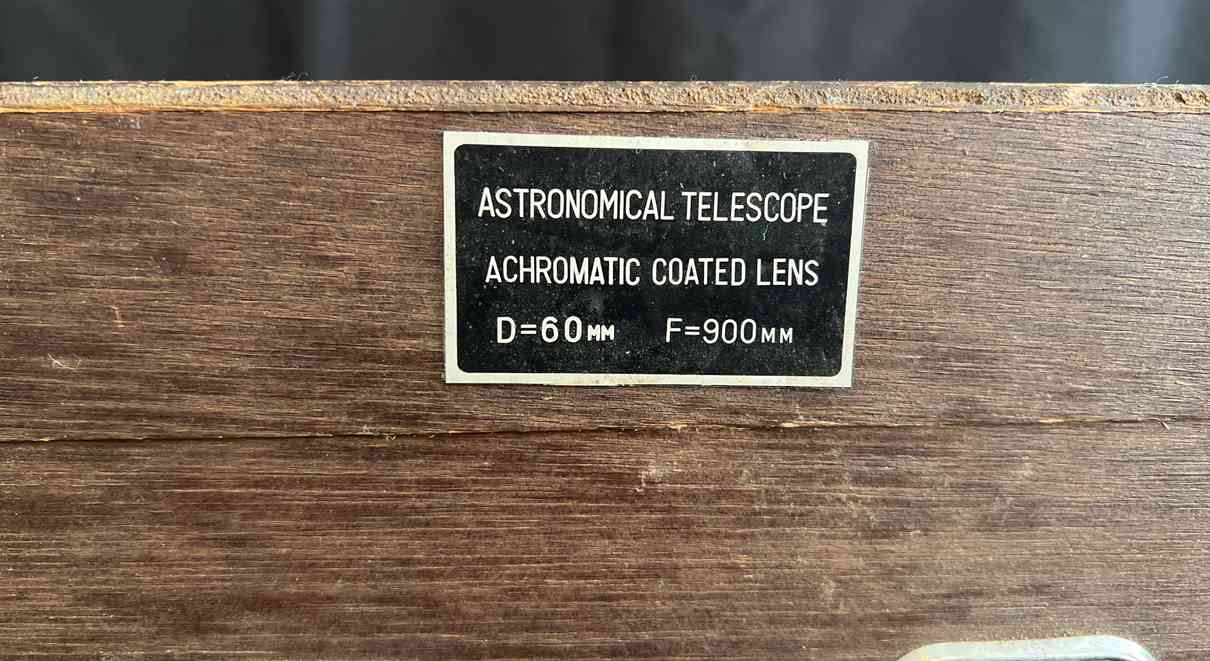 ASTRONOMICAL TELESCOPE
ACHROMATIC COATED LENS
D=60MM F=900MM